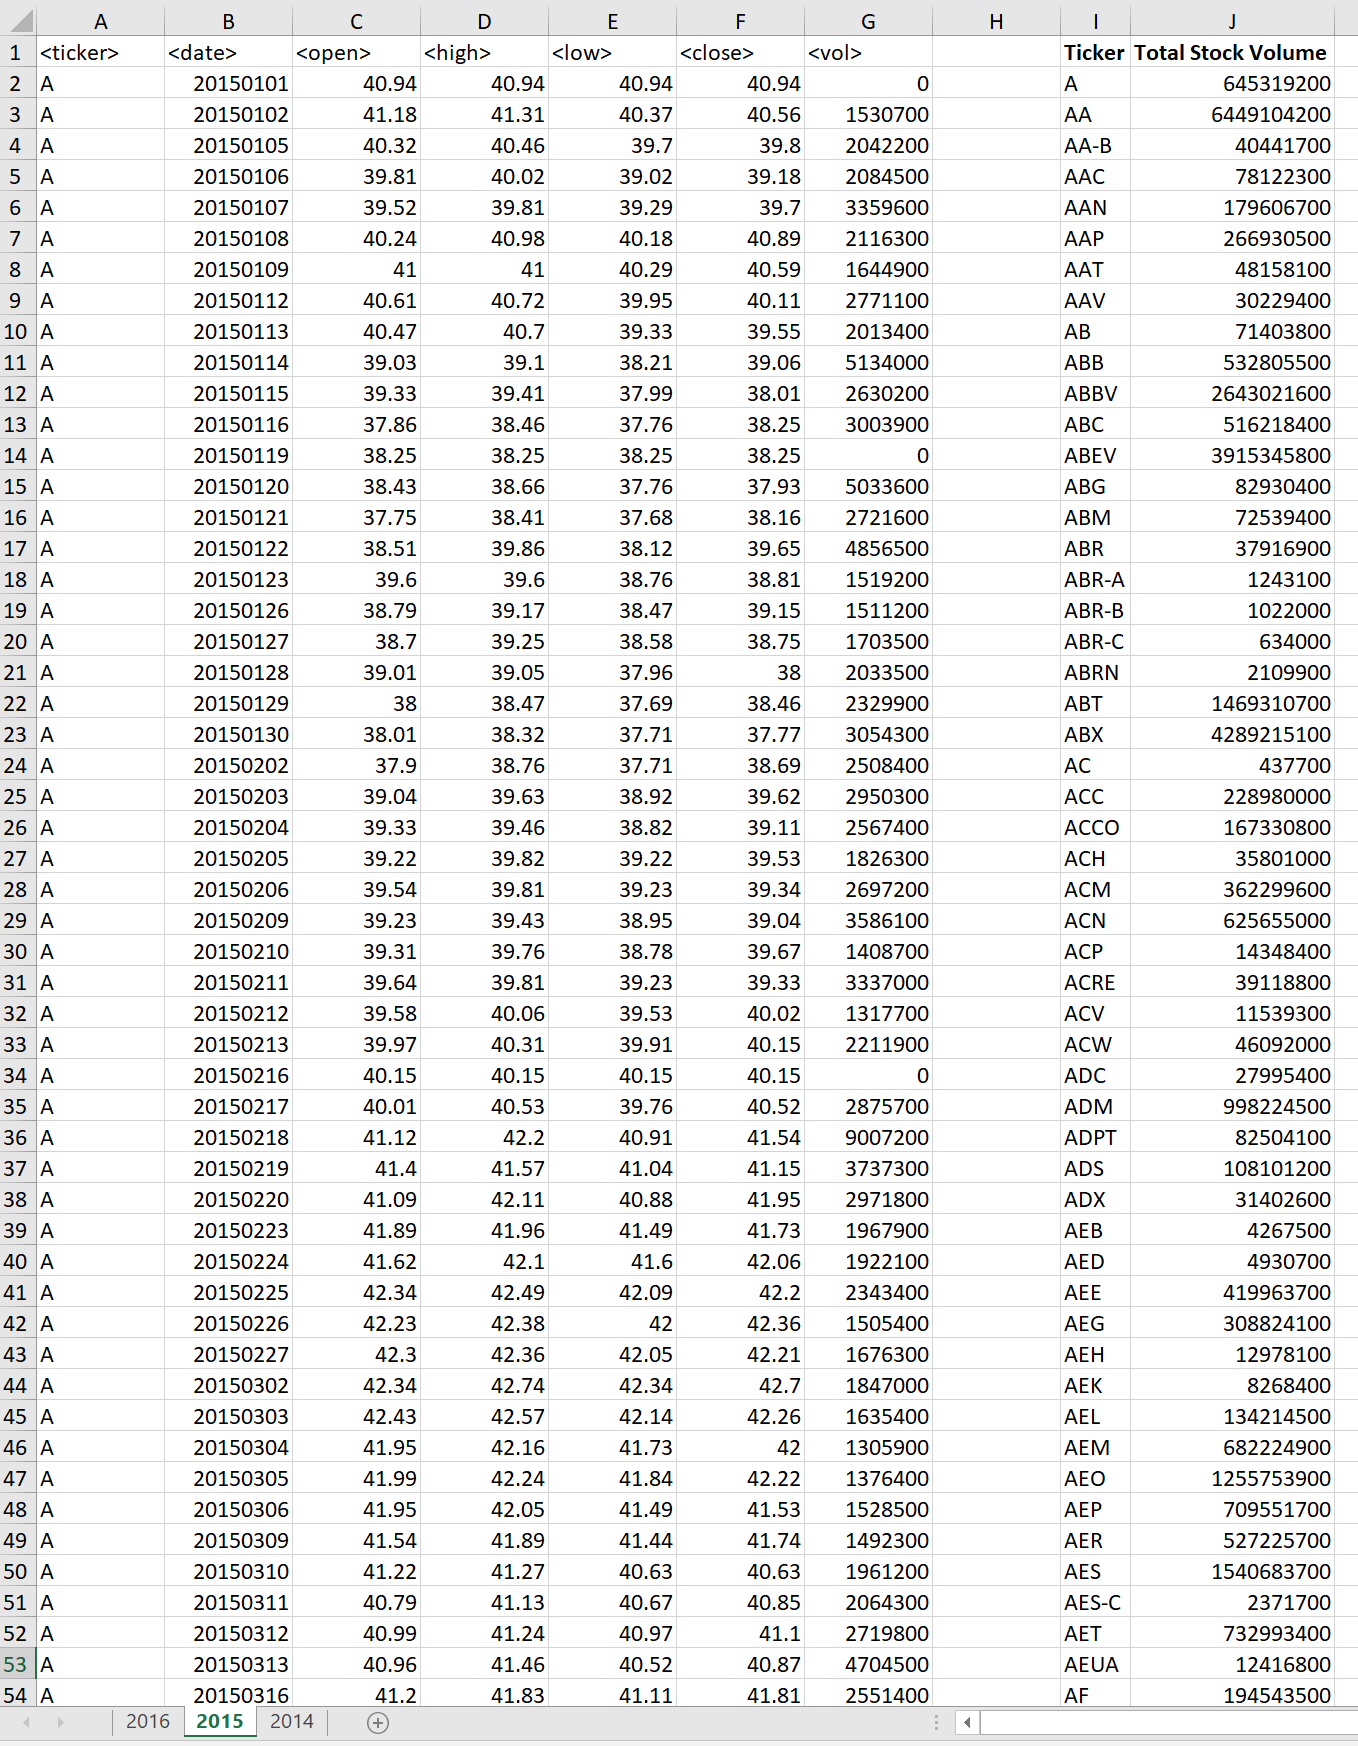 A B C D E F G H I J
1 <ticker> <date> <open> <high> <low> <close> <vol> Ticker Total Stock Volume
2 A 20150101 40.94 40.94 40.94 40.94 0 A 645319200
3 A 20150102 41.18 41.31 40.37 40.56 1530700 AA 6449104200
4 A 20150105 40.32 40.46 39.7 39.8 2042200 AA-B 40441700
5 A 20150106 39.81 40.02 39.02 39.18 2084500 AAC 78122300
6 A 20150107 39.52 39.81 39.29 39.7 3359600 AAN 179606700
7 A 20150108 40.24 40.98 40.18 40.89 2116300 AAP 266930500
8 A 20150109 41 41 40.29 40.59 1644900 AAT 48158100
9 A 20150112 40.61 40.72 39.95 40.11 2771100 AAV 30229400
10 A 20150113 40.47 40.7 39.33 39.55 2013400 AB 71403800
11 A 20150114 39.03 39.1 38.21 39.06 5134000 ABB 532805500
12 A 20150115 39.33 39.41 37.99 38.01 2630200 ABBV 2643021600
13 A 20150116 37.86 38.46 37.76 38.25 3003900 ABC 516218400
14 A 20150119 38.25 38.25 38.25 38.25 0 ABEV 3915345800
15 A 20150120 38.43 38.66 37.76 37.93 5033600 ABG 82930400
16 A 20150121 37.75 38.41 37.68 38.16 2721600 ABM 72539400
17 A 20150122 38.51 39.86 38.12 39.65 4856500 ABR 37916900
18 A 20150123 39.6 39.6 38.76 38.81 1519200 ABR-A 1243100
19 A 20150126 38.79 39.17 38.47 39.15 1511200 ABR-B 1022000
20 A 20150127 38.7 39.25 38.58 38.75 1703500 ABR-C 634000
21 A 20150128 39.01 39.05 37.96 38 2033500 ABRN 2109900
22 A 20150129 38 38.47 37.69 38.46 2329900 ABT 1469310700
23 A 20150130 38.01 38.32 37.71 37.77 3054300 ABX 4289215100
24 A 20150202 37.9 38.76 37.71 38.69 2508400 AC 437700
25 A 20150203 39.04 39.63 38.92 39.62 2950300 ACC 228980000
26 A 20150204 39.33 39.46 38.82 39.11 2567400 ACCO 167330800
27 A 20150205 39.22 39.82 39.22 39.53 1826300 ACH 35801000
28 A 20150206 39.54 39.81 39.23 39.34 2697200 ACM 362299600
29 A 20150209 39.23 39.43 38.95 39.04 3586100 ACN 625655000
30 A 20150210 39.31 39.76 38.78 39.67 1408700 ACP 14348400
31 A 20150211 39.64 39.81 39.23 39.33 3337000 ACRE 39118800
32 A 20150212 39.58 40.06 39.53 40.02 1317700 ACV 11539300
33 A 20150213 39.97 40.31 39.91 40.15 2211900 ACW 46092000
34 A 20150216 40.15 40.15 40.15 40.15 0 ADC 27995400
35 A 20150217 40.01 40.53 39.76 40.52 2875700 ADM 998224500
36 A 20150218 41.12 42.2 40.91 41.54 9007200 ADPT 82504100
37 A 20150219 41.4 41.57 41.04 41.15 3737300 ADS 108101200
38 A 20150220 41.09 42.11 40.88 41.95 2971800 ADX 31402600
39 A 20150223 41.89 41.96 41.49 41.73 1967900 AEB 4267500
40 A 20150224 41.62 42.1 41.6 42.06 1922100 AED 4930700
41 A 20150225 42.34 42.49 42.09 42.2 2343400 AEE 419963700
42 A 20150226 42.23 42.38 42 42.36 1505400 AEG 308824100
43 A 20150227 42.3 42.36 42.05 42.21 1676300 AEH 12978100
44 A 20150302 42.34 42.74 42.34 42.7 1847000 AEK 8268400
45 A 20150303 42.43 42.57 42.14 42.26 1635400 AEL 134214500
46 A 20150304 41.95 42.16 41.73 42 1305900 AEM 682224900
47 A 20150305 41.99 42.24 41.84 42.22 1376400 AEO 1255753900
48 A 20150306 41.95 42.05 41.49 41.53 1528500 AEP 709551700
49 A 20150309 41.54 41.89 41.44 41.74 1492300 AER 527225700
50 A 20150310 41.22 41.27 40.63 40.63 1961200 AES 1540683700
51 A 20150311 40.79 41.13 40.67 40.85 2064300 AES-C 2371700
52 A 20150312 40.99 41.24 40.97 41.1 2719800 AET 732993400
53 A 20150313 40.96 41.46 40.52 40.87 4704500 AEUA 12416800
54 A 20150316 41.2 41.83 41.11 41.81 2551400 AF 194543500
2016 2015 2014